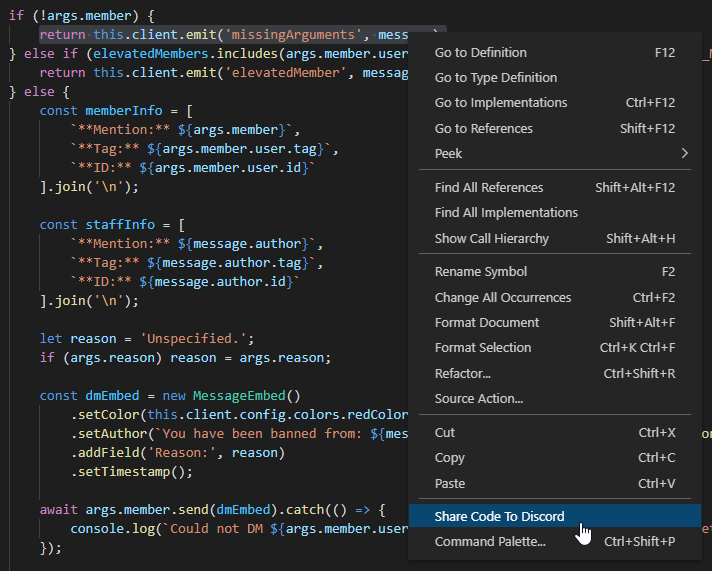 if (!args.member) {
return this.client.emit('missingArguments', mess
} else if (elevatedMembers.includes(args.member.user
return this.client.emit('elevatedMember', messag
} else {
const memberInfo = [
`**Mention:** ${args.member}`,
`**Tag:** ${args.member.user.tag}`,
`**ID:** ${args.member.user.id}`
].join('\n');
const staffInfo = [
`**Mention:** ${message.author}`,
`**Tag:** ${message.author.tag}`,
`**ID:** ${message.author.id}`
].join('\n');
let reason = 'Unspecified.';
if (args.reason) reason = args.reason;
const dmEmbed = new MessageEmbed()
.setColor(this.client.config.colors.redColor
.setAuthor(`You have been banned from: ${mes
.addField('Reason:', reason)
.setTimestamp();
await args.member.send(dmEmbed).catch(() => {
console.log(`Could not DM ${args.member.user
});
Go to Definition F12
Go to Type Definition
Go to Implementations Ctrl+F12
Go to References Shift+F12
Peek
Find All References Shift+Alt+F12
Find All Implementations
Show Call Hierarchy Shift+Alt+H
Rename Symbol F2
Change All Occurrences Ctrl+F2
Format Document Shift+Alt+F
Format Selection Ctrl+K Ctrl+F
Refactor... Ctrl+Shift+R
Source Action...
Cut Ctrl+X
Copy Ctrl+C
Paste Ctrl+V
Share Code To Discord
Command Palette... Ctrl+Shift+P